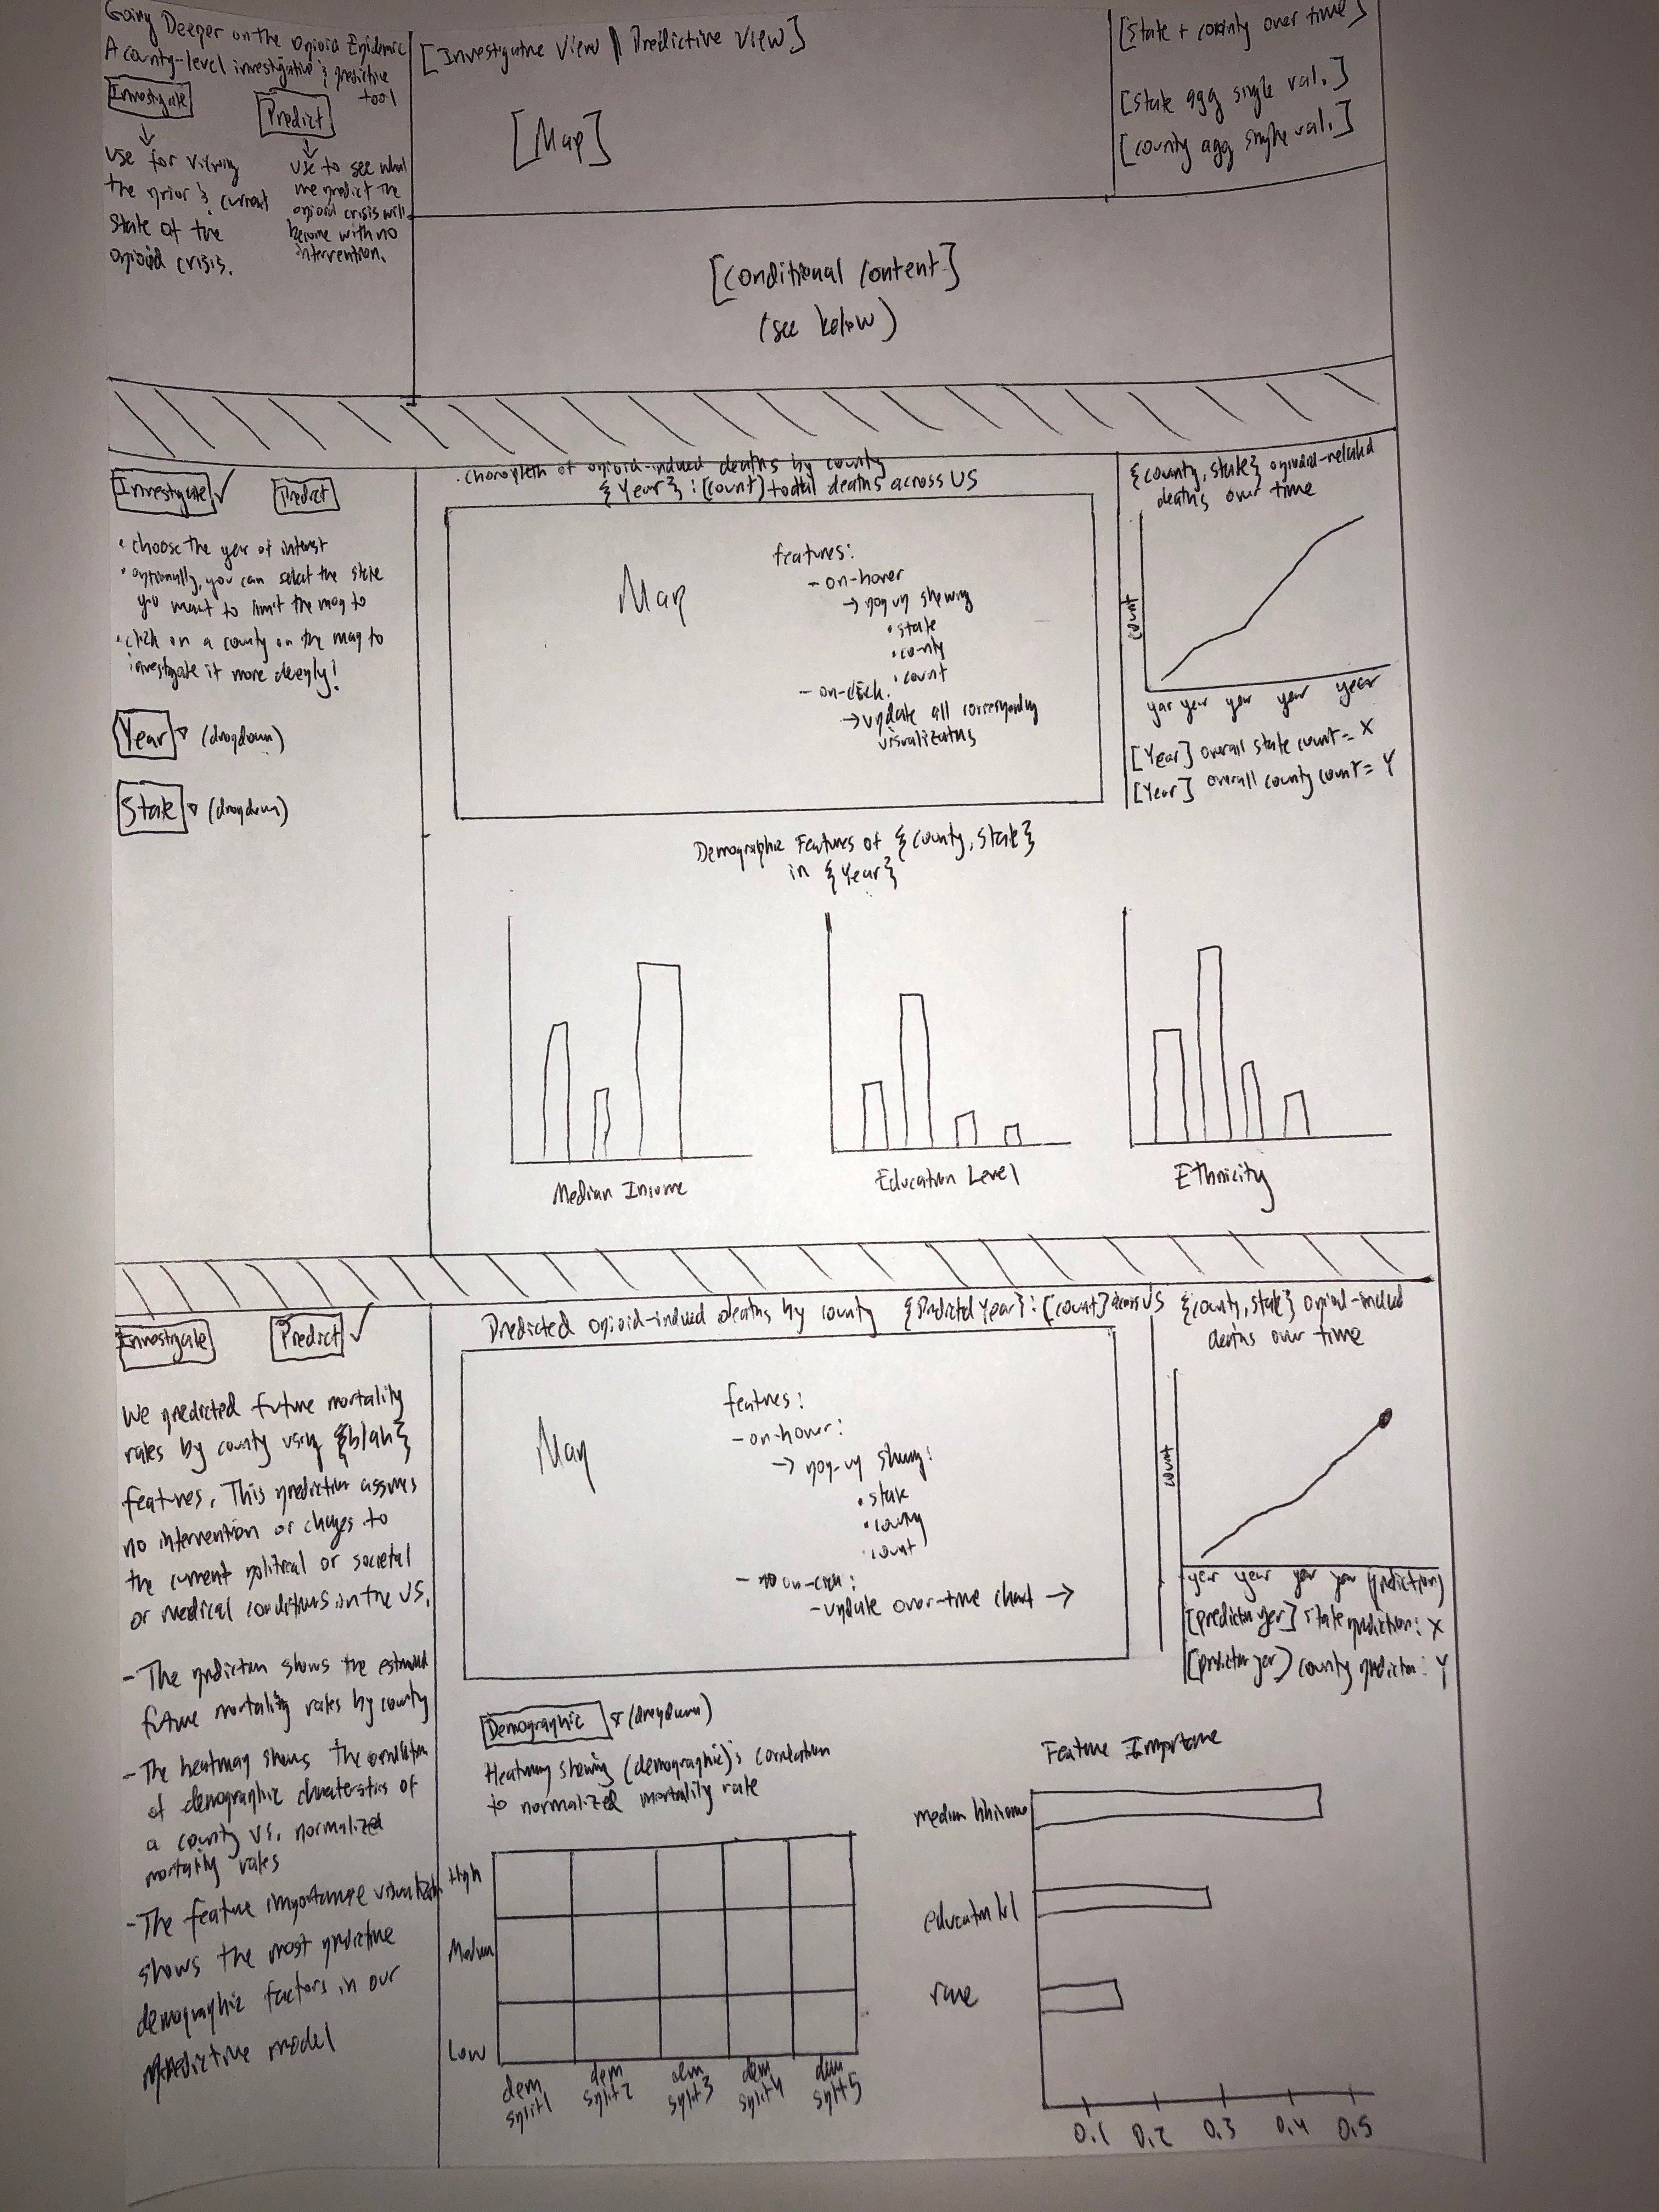 Going Deeper on the Opioid Epidemic
A county-level investigative & predictive
tool
Investigate
Predict
use for viewing
the prior & current
state of the
opioid crisis.
use to see what
we predict the
opioid crisis will
become with no
intervention.
[Investigative View || Predictive View]
[Map]
[State + county over time]
[State agg single val.]
[county agg single val.]
[Conditional Content]
(see below)
Investigate ✓
Predict
• choose the year of interest
• optionally, you can select the state
you want to limit the map to
• click on a county on the map to
investigate it more deeply!
Year ▿ (dropdown)
State ▿ (dropdown)
choropleth of opioid-induced deaths by county
{Year}: [count] total deaths across US
Map
features:
- on-hover
→ pop up showing
• state
• county
• count
- on-click:
→ update all corresponding
visualizations
{county, state} opioid-related
deaths over time
count
year year year year year
[Year] overall state count = X
[Year] overall county count = Y
Demographic Features of {county, state}
in {Year}
Median Income
Education Level
Ethnicity
Investigate
Predict ✓
We predicted future mortality
rates by county using {blah}
features. This prediction assumes
no intervention or changes to
the current political or societal
or medical conditions in the US.
- The prediction shows the estimated
future mortality rates by county
- The heatmap shows the correlation
of demographic characteristics of
a county vs. normalized
mortality rates
- The feature importance visualization
shows the most predictive
demographic factors in our
predictive model
Predicted opioid-induced deaths by county {Predicted Year}: [count] across US
Map
features:
- on-hover:
→ pop-up showing:
• state
• county
• count
- on-click:
- update over-time chart →
{county, state} opioid-induced
deaths over time
count
year year year year (prediction)
[prediction year] state prediction: X
[prediction year] county prediction: Y
Demographic ▿ (dropdown)
Heatmap showing (demographic)'s correlation
to normalized mortality rate
High
Medium
Low
dem split1
dem split2
dem split3
dem split4
dem split5
Feature Importance
median hhincome
education lvl
race
0.1 0.2 0.3 0.4 0.5